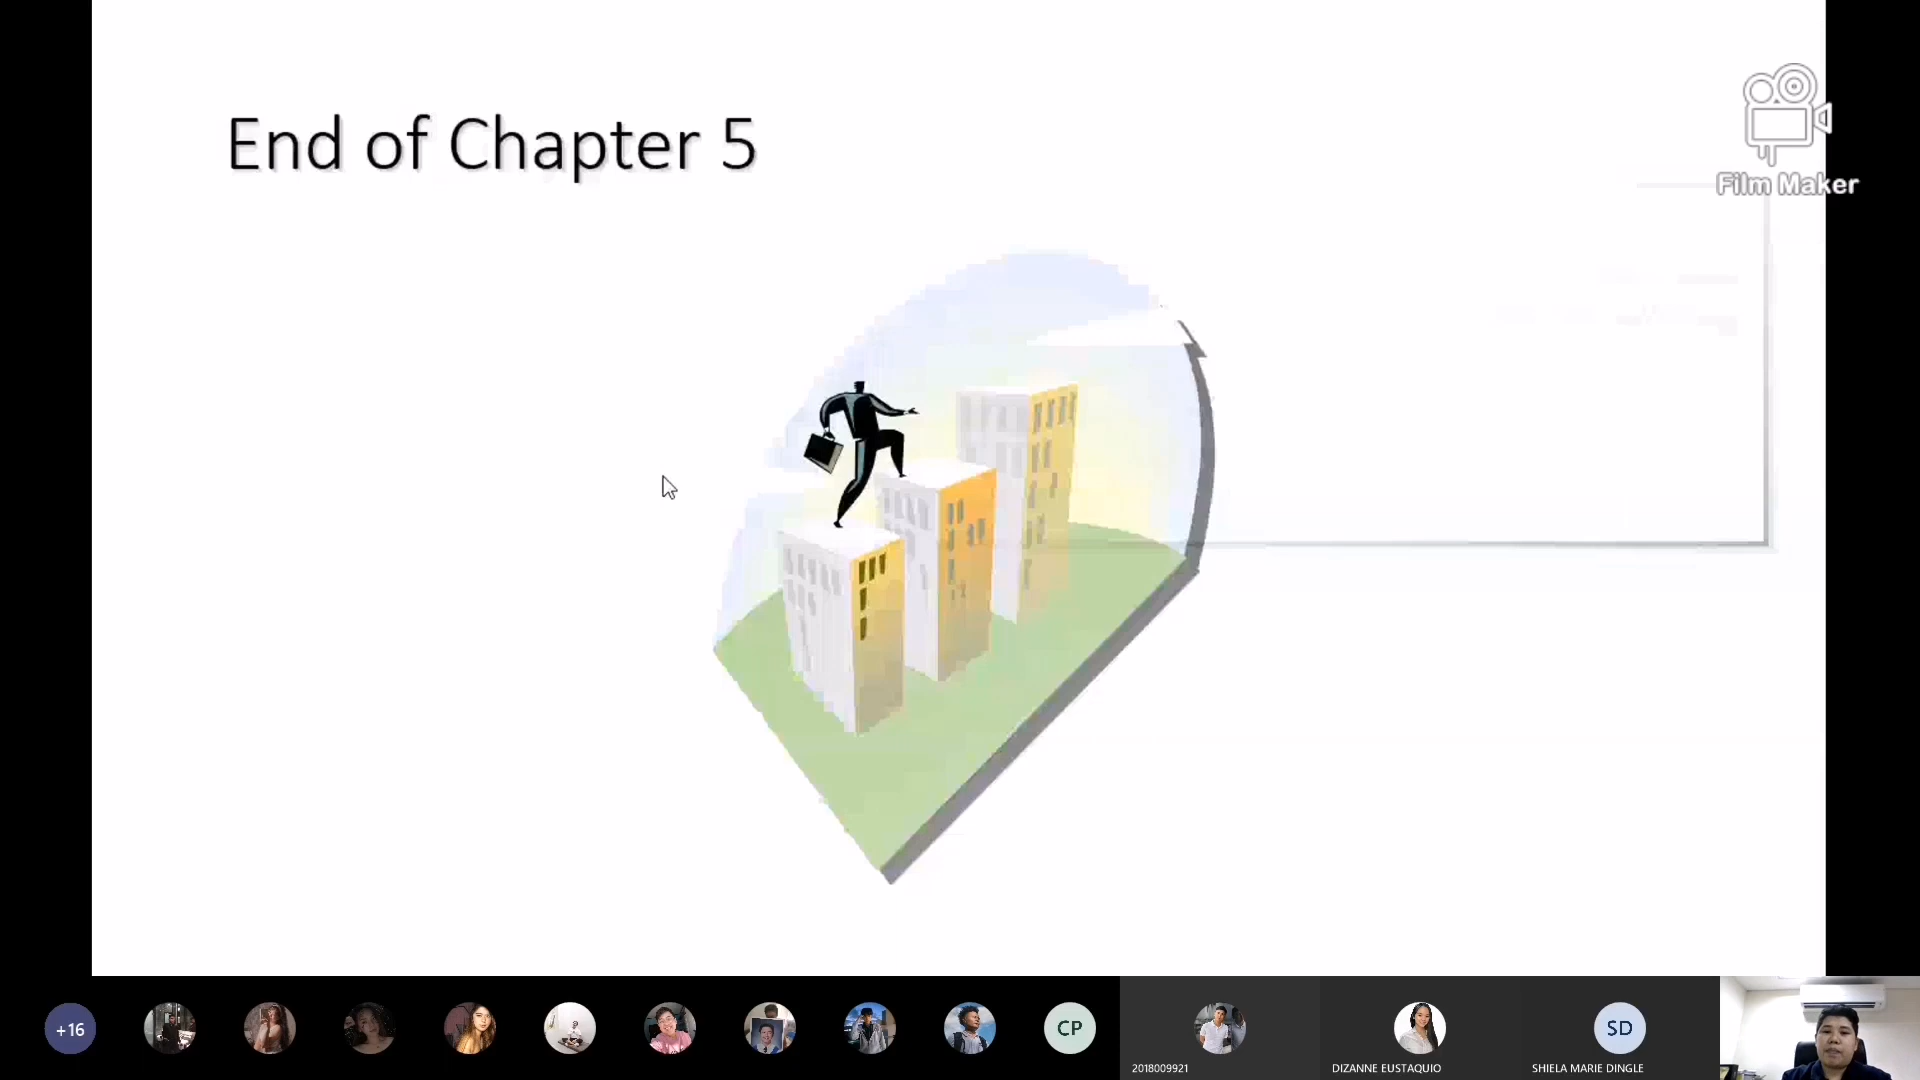 End of Chapter 5
Film Maker
+16
CP
2018009921
DIZANNE EUSTAQUIO
SD
SHIELA MARIE DINGLE